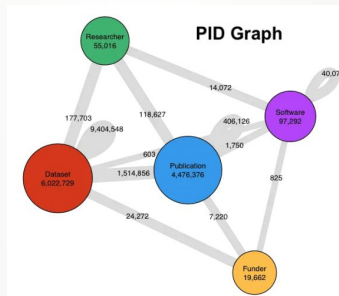 PID Graph
Researcher
55,016
14,072
40,07
Software
97,292
177,703
118,627
406,126
9,404,548
603
1,750
Publication
4,476,376
Dataset
6,022,729
1,514,856
825
24,272
7,220
Funder
19,662